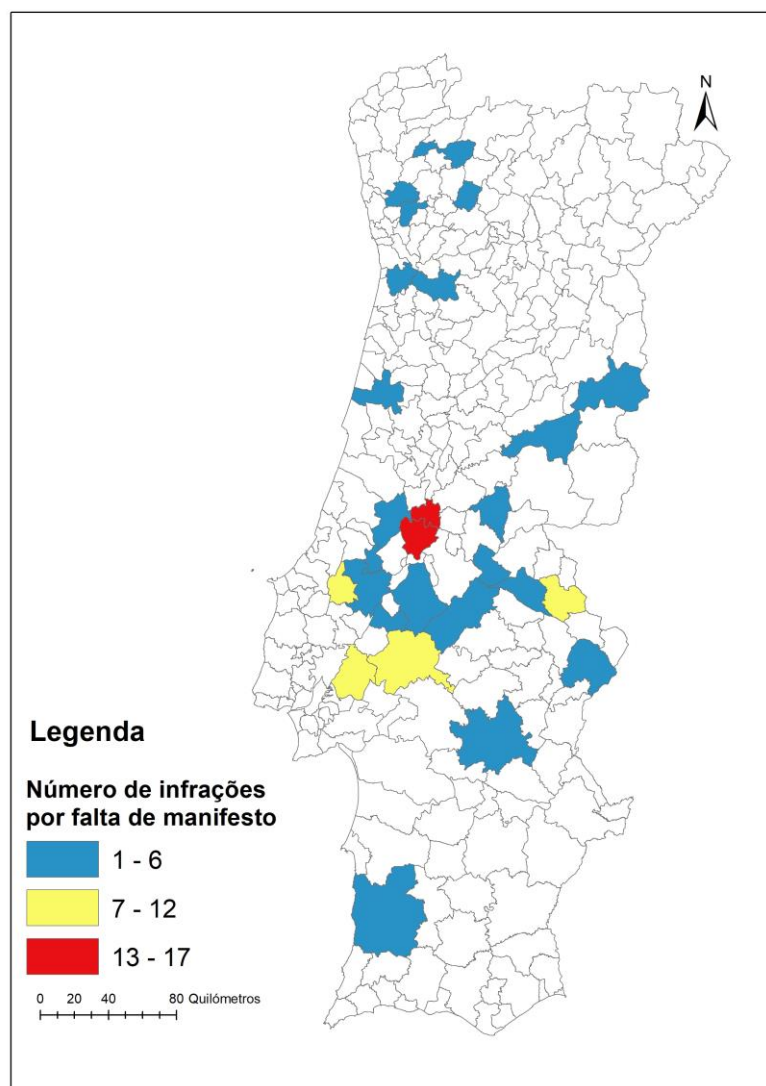 N
Legenda
Número de infrações
por falta de manifesto
1 - 6
7 - 12
13 - 17
0 20 40 80 Quilómetros